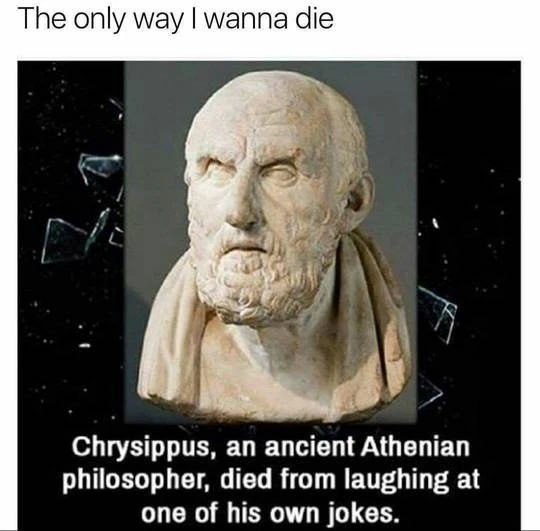 The only way I wanna die
Chrysippus, an ancient Athenian
philosopher, died from laughing at
one of his own jokes.